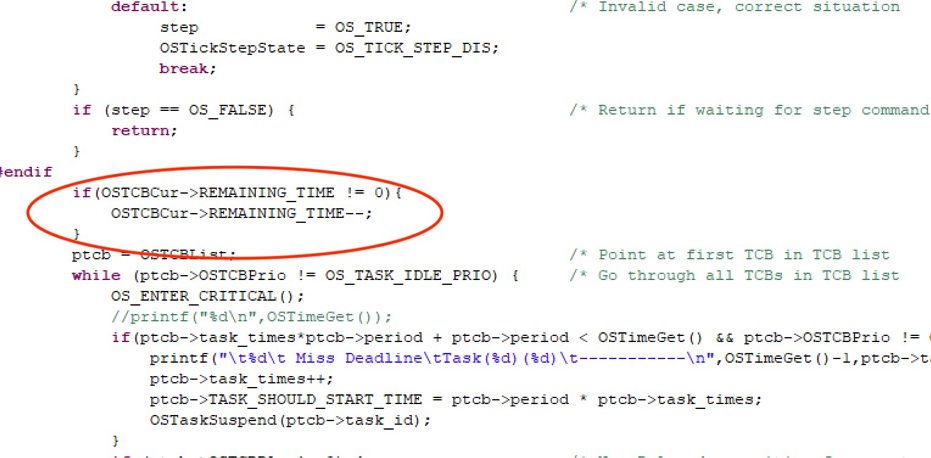 default: /* Invalid case, correct situation
step = OS_TRUE;
OSTickStepState = OS_TICK_STEP_DIS;
break;
}
if (step == OS_FALSE) { /* Return if waiting for step command
return;
}
#endif
if(OSTCBCur->REMAINING_TIME != 0){
OSTCBCur->REMAINING_TIME--;
}
ptcb = OSTCBList; /* Point at first TCB in TCB list
while (ptcb->OSTCBPrio != OS_TASK_IDLE_PRIO) { /* Go through all TCBs in TCB list
OS_ENTER_CRITICAL();
//printf("%d\n",OSTimeGet());
if(ptcb->task_times*ptcb->period + ptcb->period < OSTimeGet() && ptcb->OSTCBPrio !=
printf("\t%d\t Miss Deadline\tTask(%d)(%d)\t-----------\n",OSTimeGet()-1,ptcb->ta
ptcb->task_times++;
ptcb->TASK_SHOULD_START_TIME = ptcb->period * ptcb->task_times;
OSTaskSuspend(ptcb->task_id);
}